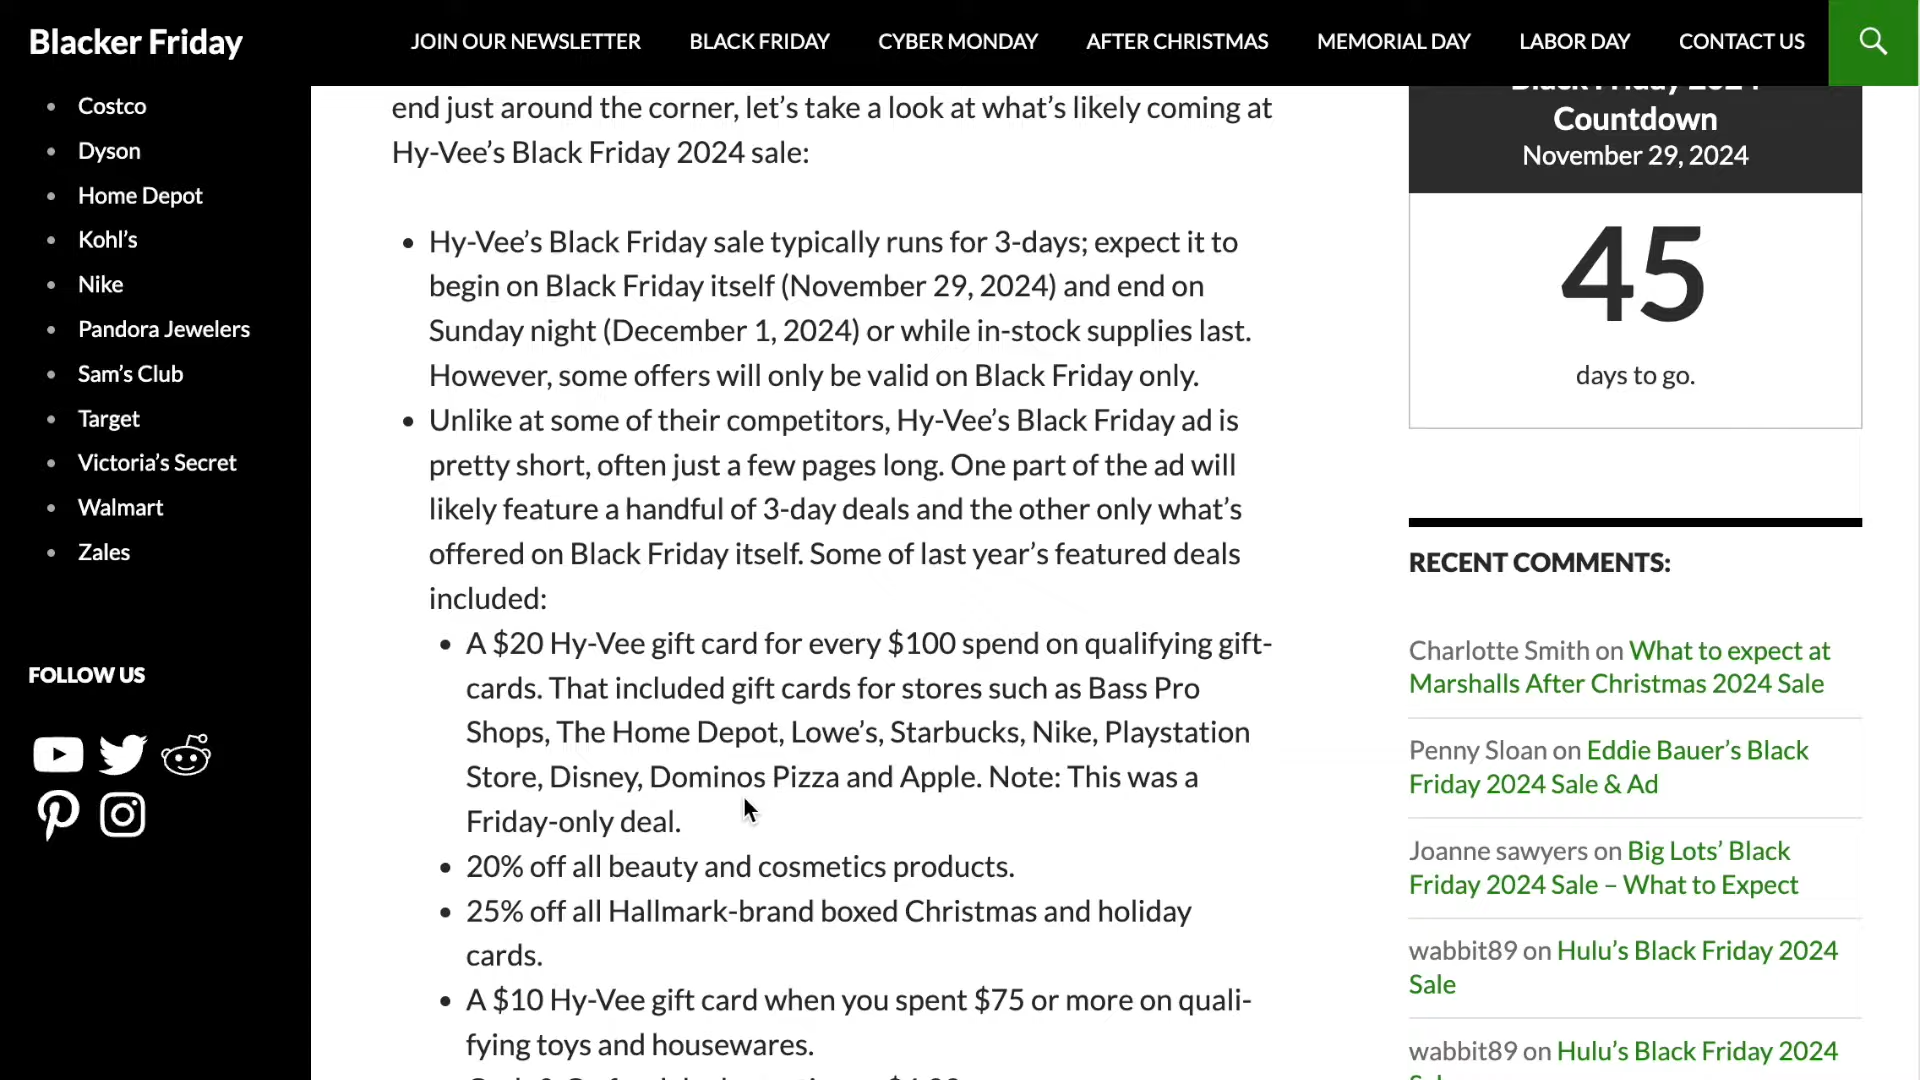 Blacker Friday
JOIN OUR NEWSLETTER
BLACK FRIDAY
CYBER MONDAY
AFTER CHRISTMAS
MEMORIAL DAY
LABOR DAY
CONTACT US
Costco
Dyson
Home Depot
Kohl’s
Nike
Pandora Jewelers
Sam’s Club
Target
Victoria’s Secret
Walmart
Zales
FOLLOW US
end just around the corner, let’s take a look at what’s likely coming at
Hy-Vee’s Black Friday 2024 sale:
Hy-Vee’s Black Friday sale typically runs for 3-days; expect it to
begin on Black Friday itself (November 29, 2024) and end on
Sunday night (December 1, 2024) or while in-stock supplies last.
However, some offers will only be valid on Black Friday only.
Unlike at some of their competitors, Hy-Vee’s Black Friday ad is
pretty short, often just a few pages long. One part of the ad will
likely feature a handful of 3-day deals and the other only what’s
offered on Black Friday itself. Some of last year’s featured deals
included:
A $20 Hy-Vee gift card for every $100 spend on qualifying gift-
cards. That included gift cards for stores such as Bass Pro
Shops, The Home Depot, Lowe’s, Starbucks, Nike, Playstation
Store, Disney, Dominos Pizza and Apple. Note: This was a
Friday-only deal.
20% off all beauty and cosmetics products.
25% off all Hallmark-brand boxed Christmas and holiday
cards.
A $10 Hy-Vee gift card when you spent $75 or more on quali-
fying toys and housewares.
Black Friday 2024
Countdown
November 29, 2024
45
days to go.
RECENT COMMENTS:
Charlotte Smith on What to expect at
Marshalls After Christmas 2024 Sale
Penny Sloan on Eddie Bauer’s Black
Friday 2024 Sale & Ad
Joanne sawyers on Big Lots’ Black
Friday 2024 Sale – What to Expect
wabbit89 on Hulu’s Black Friday 2024
Sale
wabbit89 on Hulu’s Black Friday 2024